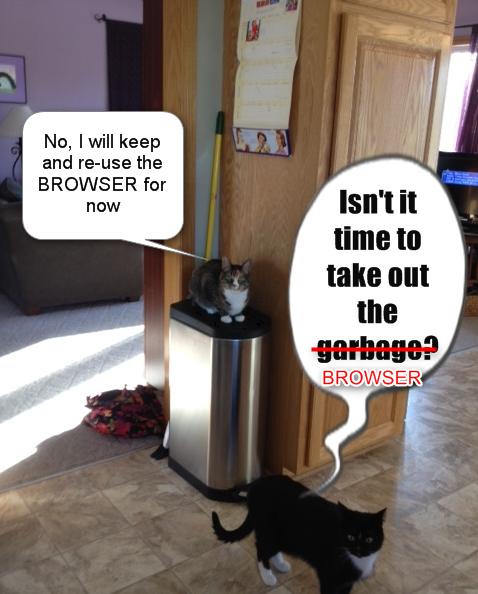 No, I will keep
and re-use the
BROWSER for
now
Isn't it
time to
take out
the
garbage?
BROWSER